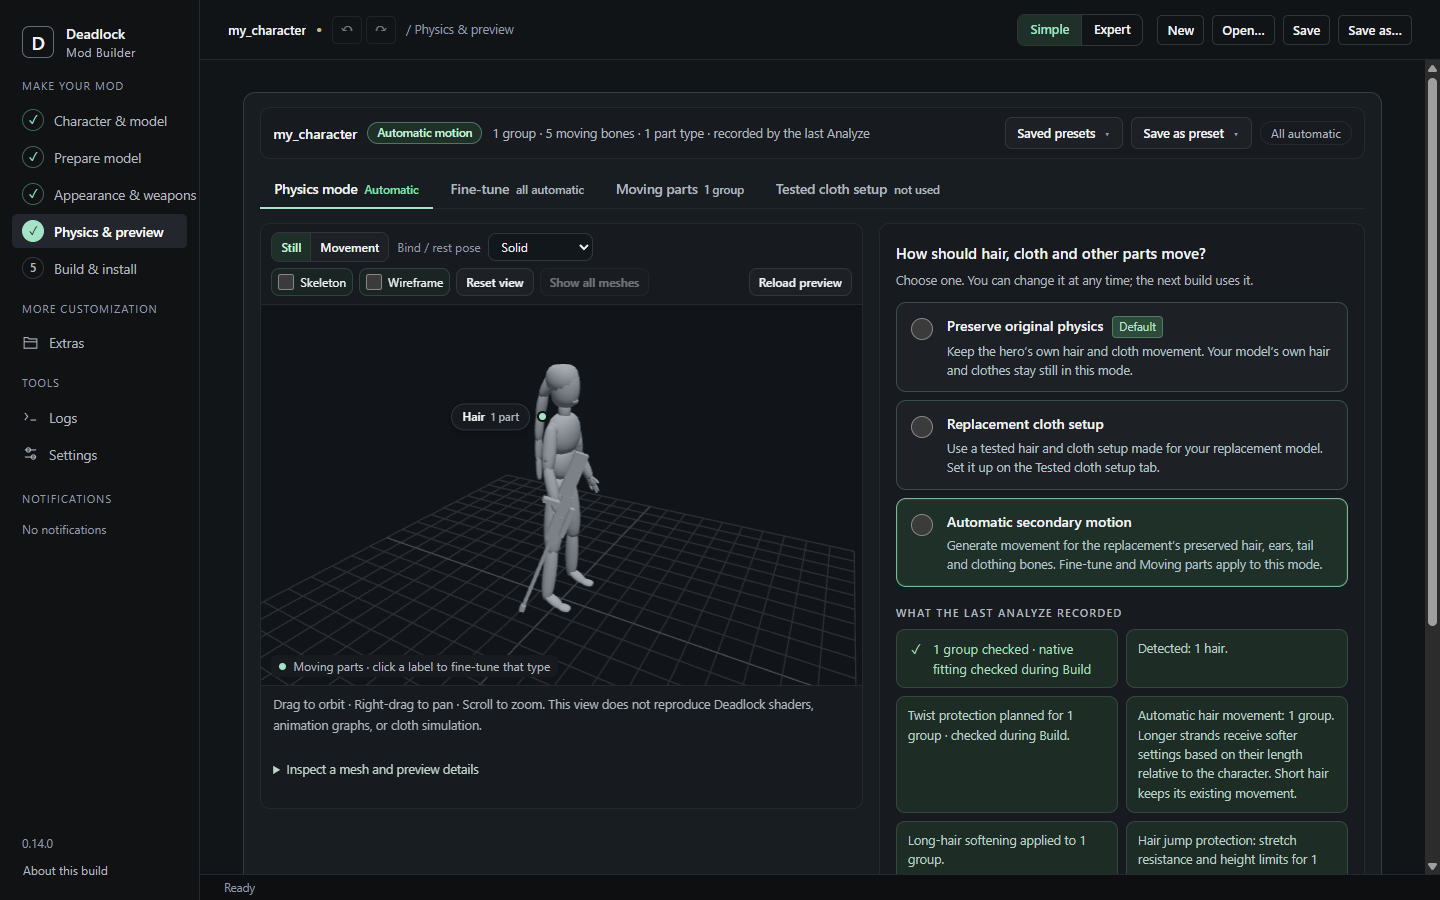 D
Deadlock
Mod Builder
MAKE YOUR MOD
Character & model
Prepare model
Appearance & weapons
Physics & preview
5
Build & install
MORE CUSTOMIZATION
Extras
TOOLS
Logs
Settings
NOTIFICATIONS
No notifications
0.14.0
About this build
my_character
/ Physics & preview
Simple
Expert
New
Open...
Save
Save as...
my_character
Automatic motion
1 group · 5 moving bones · 1 part type · recorded by the last Analyze
Saved presets
Save as preset
All automatic
Physics mode Automatic
Fine-tune all automatic
Moving parts 1 group
Tested cloth setup not used
Still
Movement
Bind / rest pose
Solid
Skeleton
Wireframe
Reset view
Show all meshes
Reload preview
Hair 1 part
Moving parts · click a label to fine-tune that type
Drag to orbit · Right-drag to pan · Scroll to zoom. This view does not reproduce Deadlock shaders,
animation graphs, or cloth simulation.
Inspect a mesh and preview details
How should hair, cloth and other parts move?
Choose one. You can change it at any time; the next build uses it.
Preserve original physics Default
Keep the hero's own hair and cloth movement. Your model's own hair
and clothes stay still in this mode.
Replacement cloth setup
Use a tested hair and cloth setup made for your replacement model.
Set it up on the Tested cloth setup tab.
Automatic secondary motion
Generate movement for the replacement's preserved hair, ears, tail
and clothing bones. Fine-tune and Moving parts apply to this mode.
WHAT THE LAST ANALYZE RECORDED
✓ 1 group checked · native
fitting checked during Build
Detected: 1 hair.
Twist protection planned for 1
group · checked during Build.
Automatic hair movement: 1 group.
Longer strands receive softer
settings based on their length
relative to the character. Short hair
keeps its existing movement.
Long-hair softening applied to 1
group.
Hair jump protection: stretch
resistance and height limits for 1
Ready